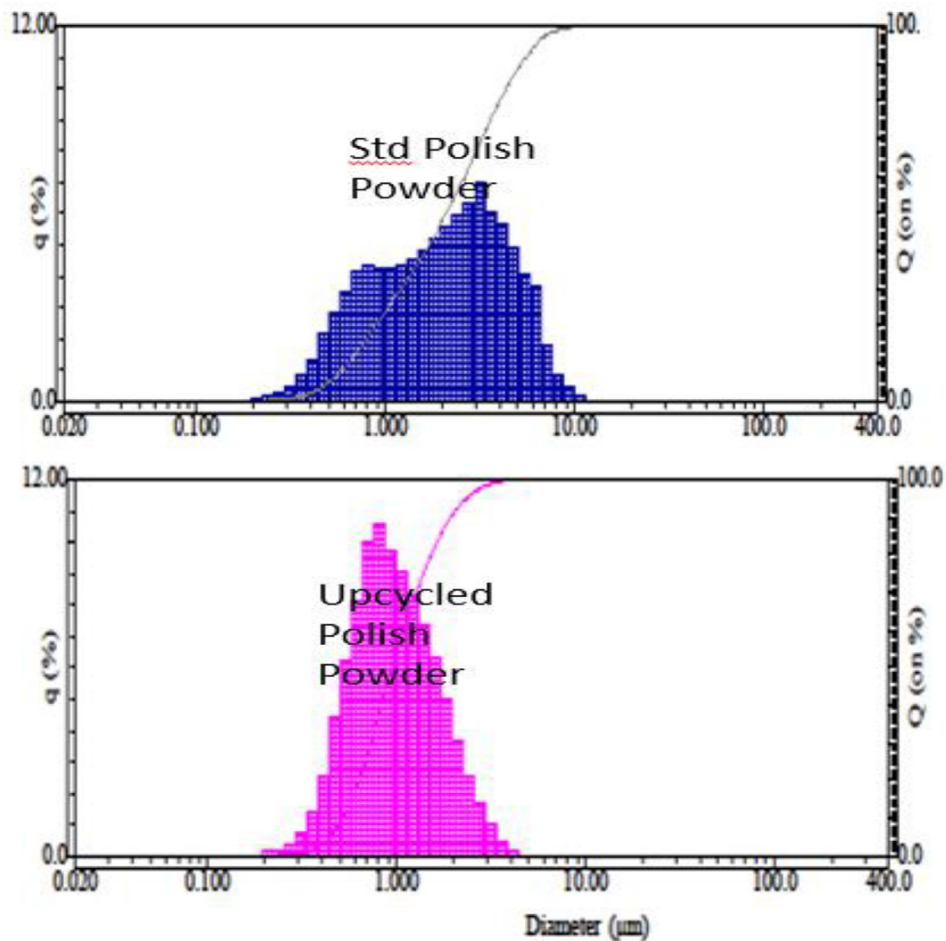 12.00
100.
Std Polish
Powder
q (%)
Q (on %)
0.0
0.0
0.020
0.100
1.000
10.00
100.0
400.0
12.00
100.0
Upcycled
Polish
Powder
q (%)
Q (on %)
0.0
0.0
0.020
0.100
1.000
10.00
100.0
400.0
Diameter (µm)